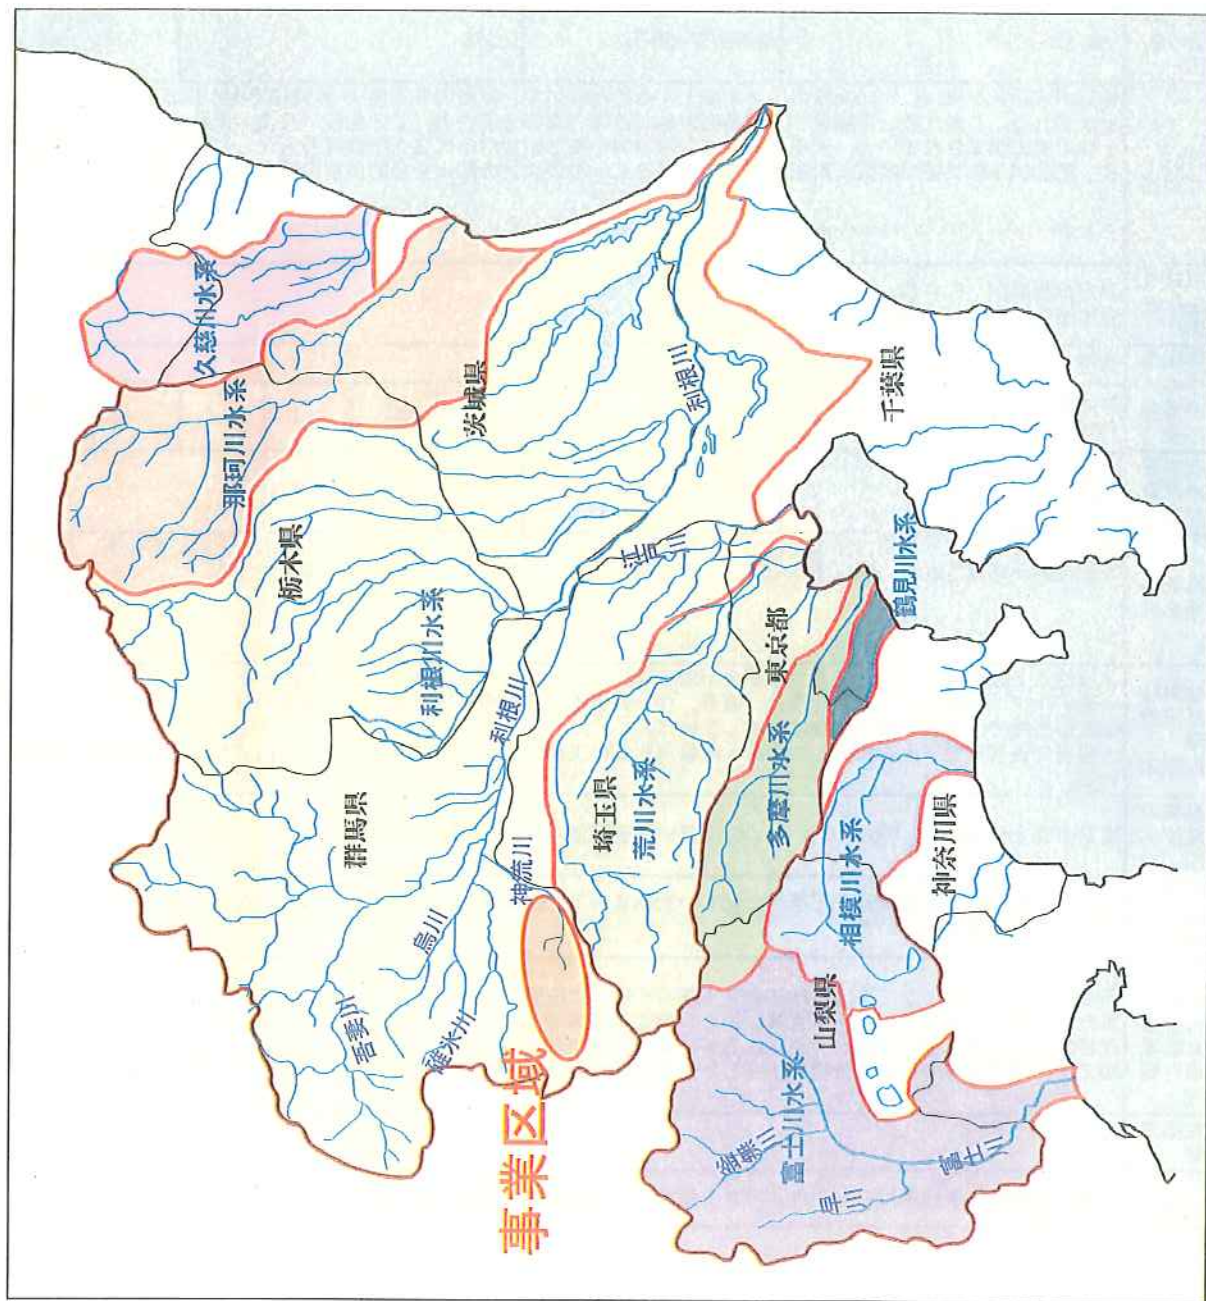 久慈川水系
那珂川水系
栃木県
茨城県
利根川
千葉県
利根川水系
江戸川
群馬県
利根川
東京都
鶴見川水系
烏川
神流川
埼玉県
荒川水系
多摩川水系
吾妻川
碓氷川
相模川水系
神奈川県
事業区域
山梨県
釜無川
富士川水系
早川
富士川